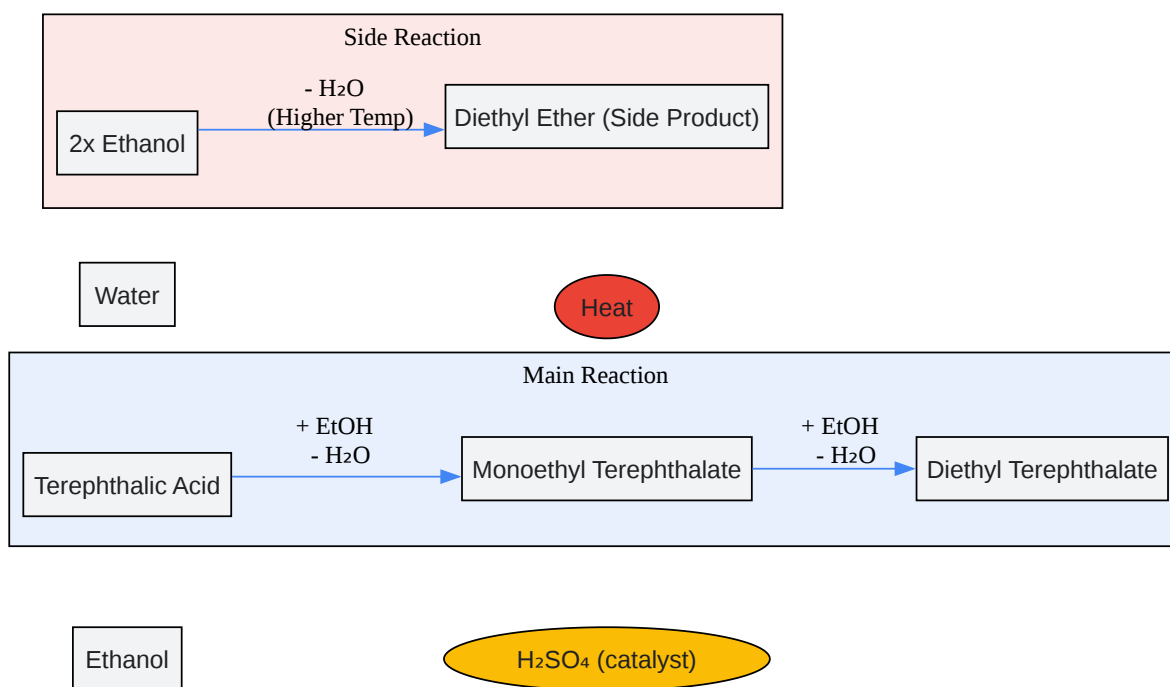 Side Reaction
- H₂O
(Higher Temp)
2x Ethanol
Diethyl Ether (Side Product)
Water
Heat
Main Reaction
+ EtOH
- H₂O
+ EtOH
- H₂O
Terephthalic Acid
Monoethyl Terephthalate
Diethyl Terephthalate
Ethanol
H₂SO₄ (catalyst)